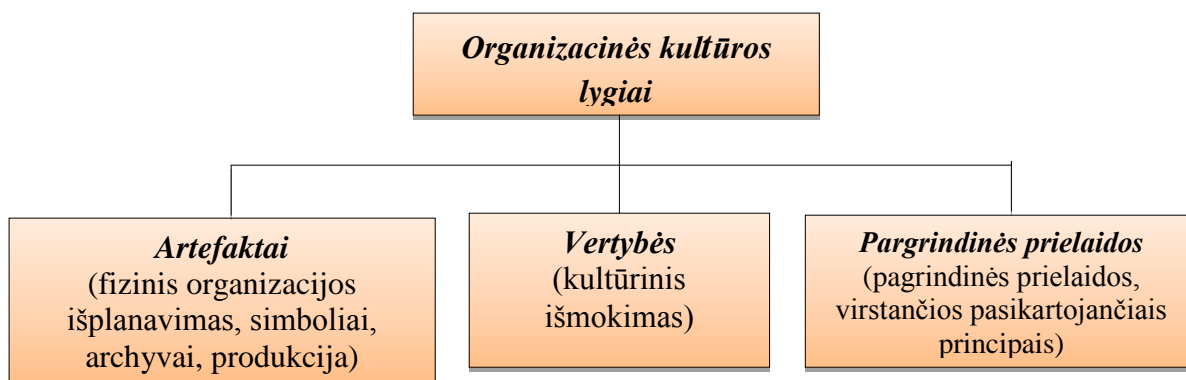 Organizacinės kultūros
lygiai
Artefaktai
(fizinis organizacijos
išplanavimas, simboliai,
archyvai, produkcija)
Vertybės
(kultūrinis
išmokimas)
Pargrindinės prielaidos
(pagrindinės prielaidos,
virstančios pasikartojančiais
principais)